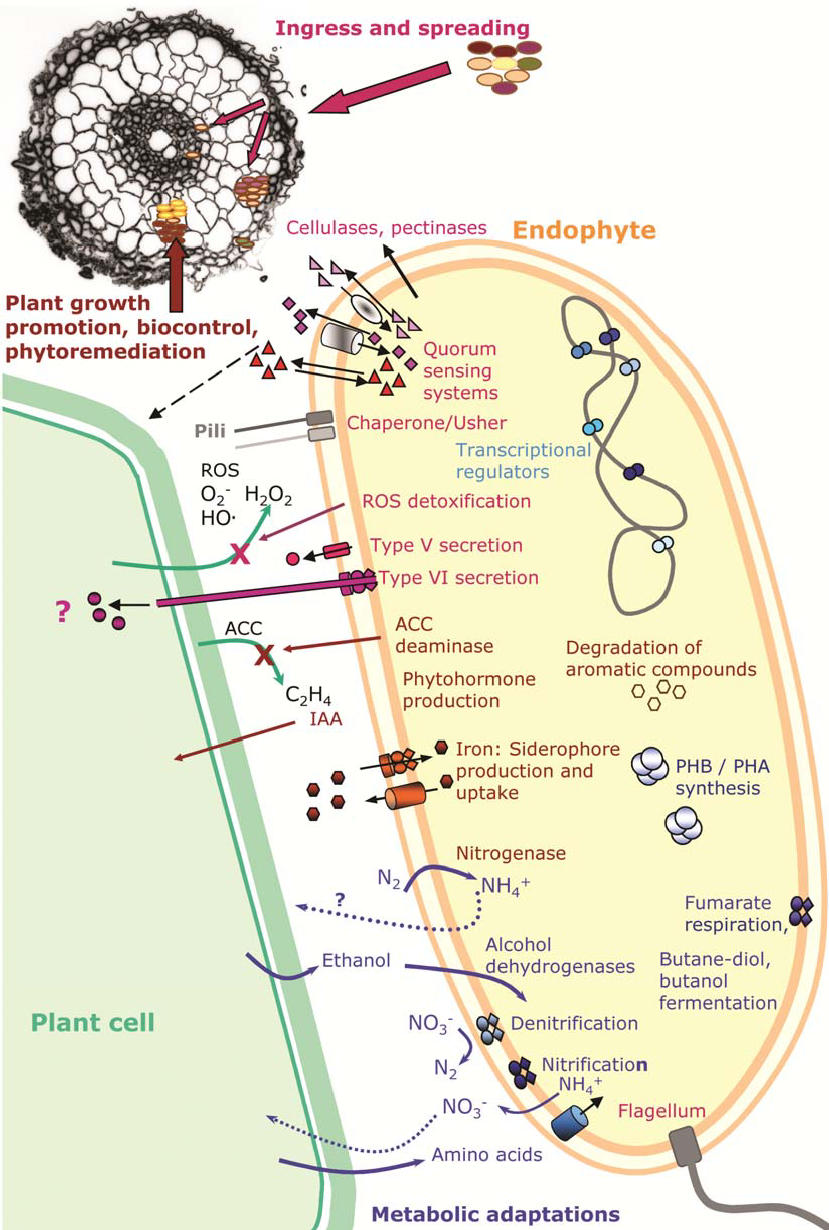 Ingress and spreading
Cellulases, pectinases
Endophyte
Plant growth
promotion, biocontrol,
phytoremediation
Quorum
sensing
systems
Pili
Chaperone/Usher
Transcriptional
regulators
ROS
O₂⁻ H₂O₂
HO·
ROS detoxification
X
Type V secretion
Type VI secretion
?
ACC
X
ACC
deaminase
C₂H₄
IAA
Phytohormone
production
Degradation of
aromatic compounds
Iron: Siderophore
production and
uptake
PHB / PHA
synthesis
Nitrogenase
N₂
NH₄⁺
?
Fumarate
respiration,
Ethanol
Alcohol
dehydrogenases
Butane-diol,
butanol
fermentation
Plant cell
NO₃⁻
Denitrification
N₂
Nitrification
NH₄⁺
NO₃⁻
Flagellum
Amino acids
Metabolic adaptations